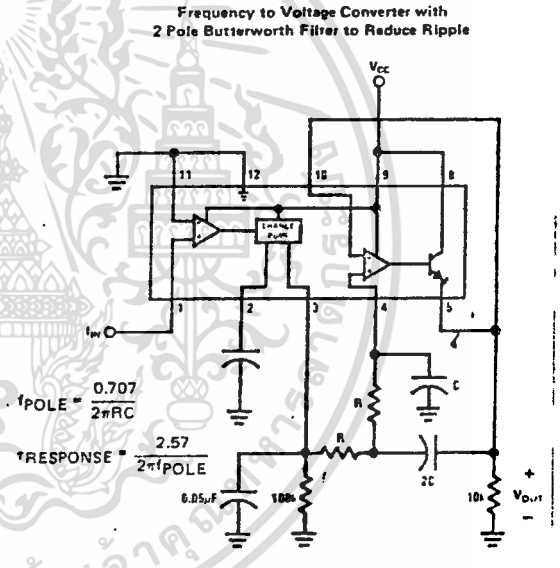 Frequency to Voltage Converter with
2 Pole Butterworth Filter to Reduce Ripple
VCC
11 12 10 9 8
CHARGE
PUMP
1 2 3 4 5
fIN
C
R
fPOLE = 0.707 / 2πRC
R
2C
τRESPONSE = 2.57 / 2πfPOLE
0.05μF
100k
10k
+
VOUT
−